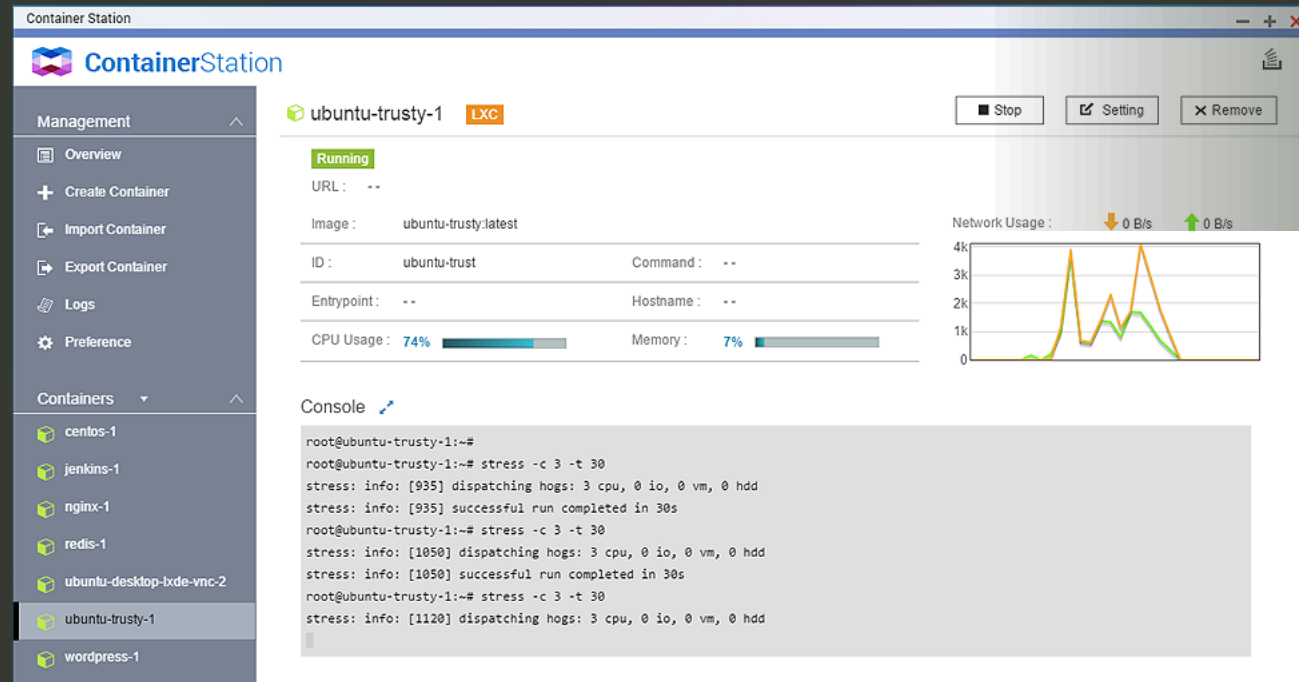 Container Station
ContainerStation
Management
Overview
Create Container
Import Container
Export Container
Logs
Preference
Containers
centos-1
jenkins-1
nginx-1
redis-1
ubuntu-desktop-lxde-vnc-2
ubuntu-trusty-1
wordpress-1
ubuntu-trusty-1 LXC
Stop Setting Remove
Running
URL : --
Image : ubuntu-trusty:latest
ID : ubuntu-trust Command : --
Entrypoint : -- Hostname : --
CPU Usage : 74% Memory : 7%
Network Usage : 0 B/s 0 B/s
4k
3k
2k
1k
0
Console
root@ubuntu-trusty-1:~#
root@ubuntu-trusty-1:~# stress -c 3 -t 30
stress: info: [935] dispatching hogs: 3 cpu, 0 io, 0 vm, 0 hdd
stress: info: [935] successful run completed in 30s
root@ubuntu-trusty-1:~# stress -c 3 -t 30
stress: info: [1050] dispatching hogs: 3 cpu, 0 io, 0 vm, 0 hdd
stress: info: [1050] successful run completed in 30s
root@ubuntu-trusty-1:~# stress -c 3 -t 30
stress: info: [1120] dispatching hogs: 3 cpu, 0 io, 0 vm, 0 hdd